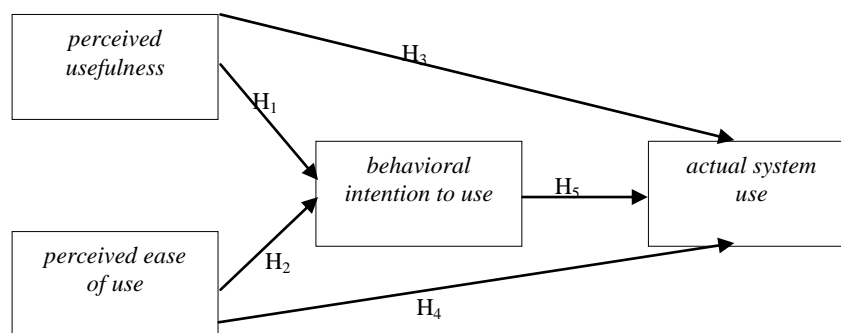 perceived
usefulness
H₃
H₁
behavioral
intention to use
H₅
actual system
use
perceived ease
of use
H₂
H₄